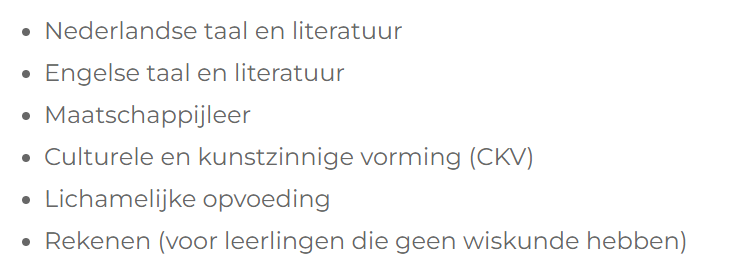 • Nederlandse taal en literatuur
• Engelse taal en literatuur
• Maatschappijleer
• Culturele en kunstzinnige vorming (CKV)
• Lichamelijke opvoeding
• Rekenen (voor leerlingen die geen wiskunde hebben)